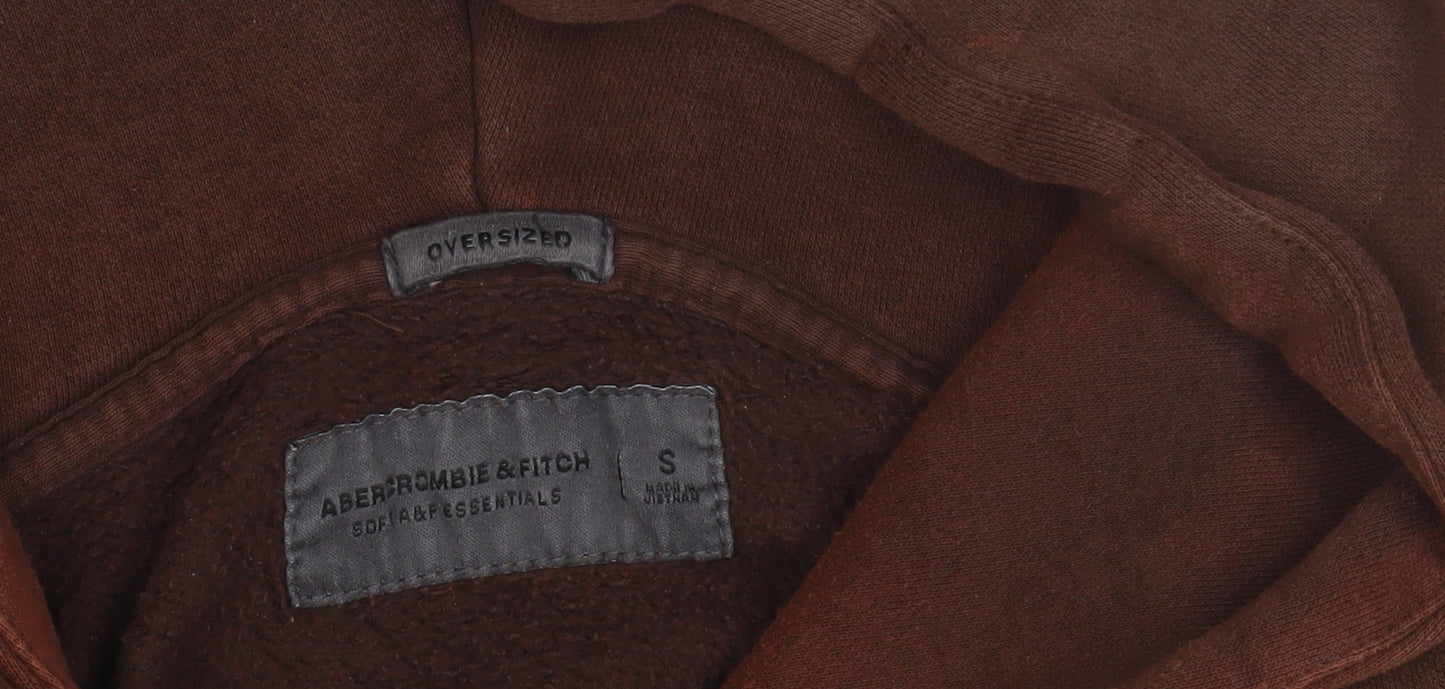 OVERSIZED
ABERCROMBIE & FITCH
SOFT A&F ESSENTIALS
S
MADE IN
VIETNAM